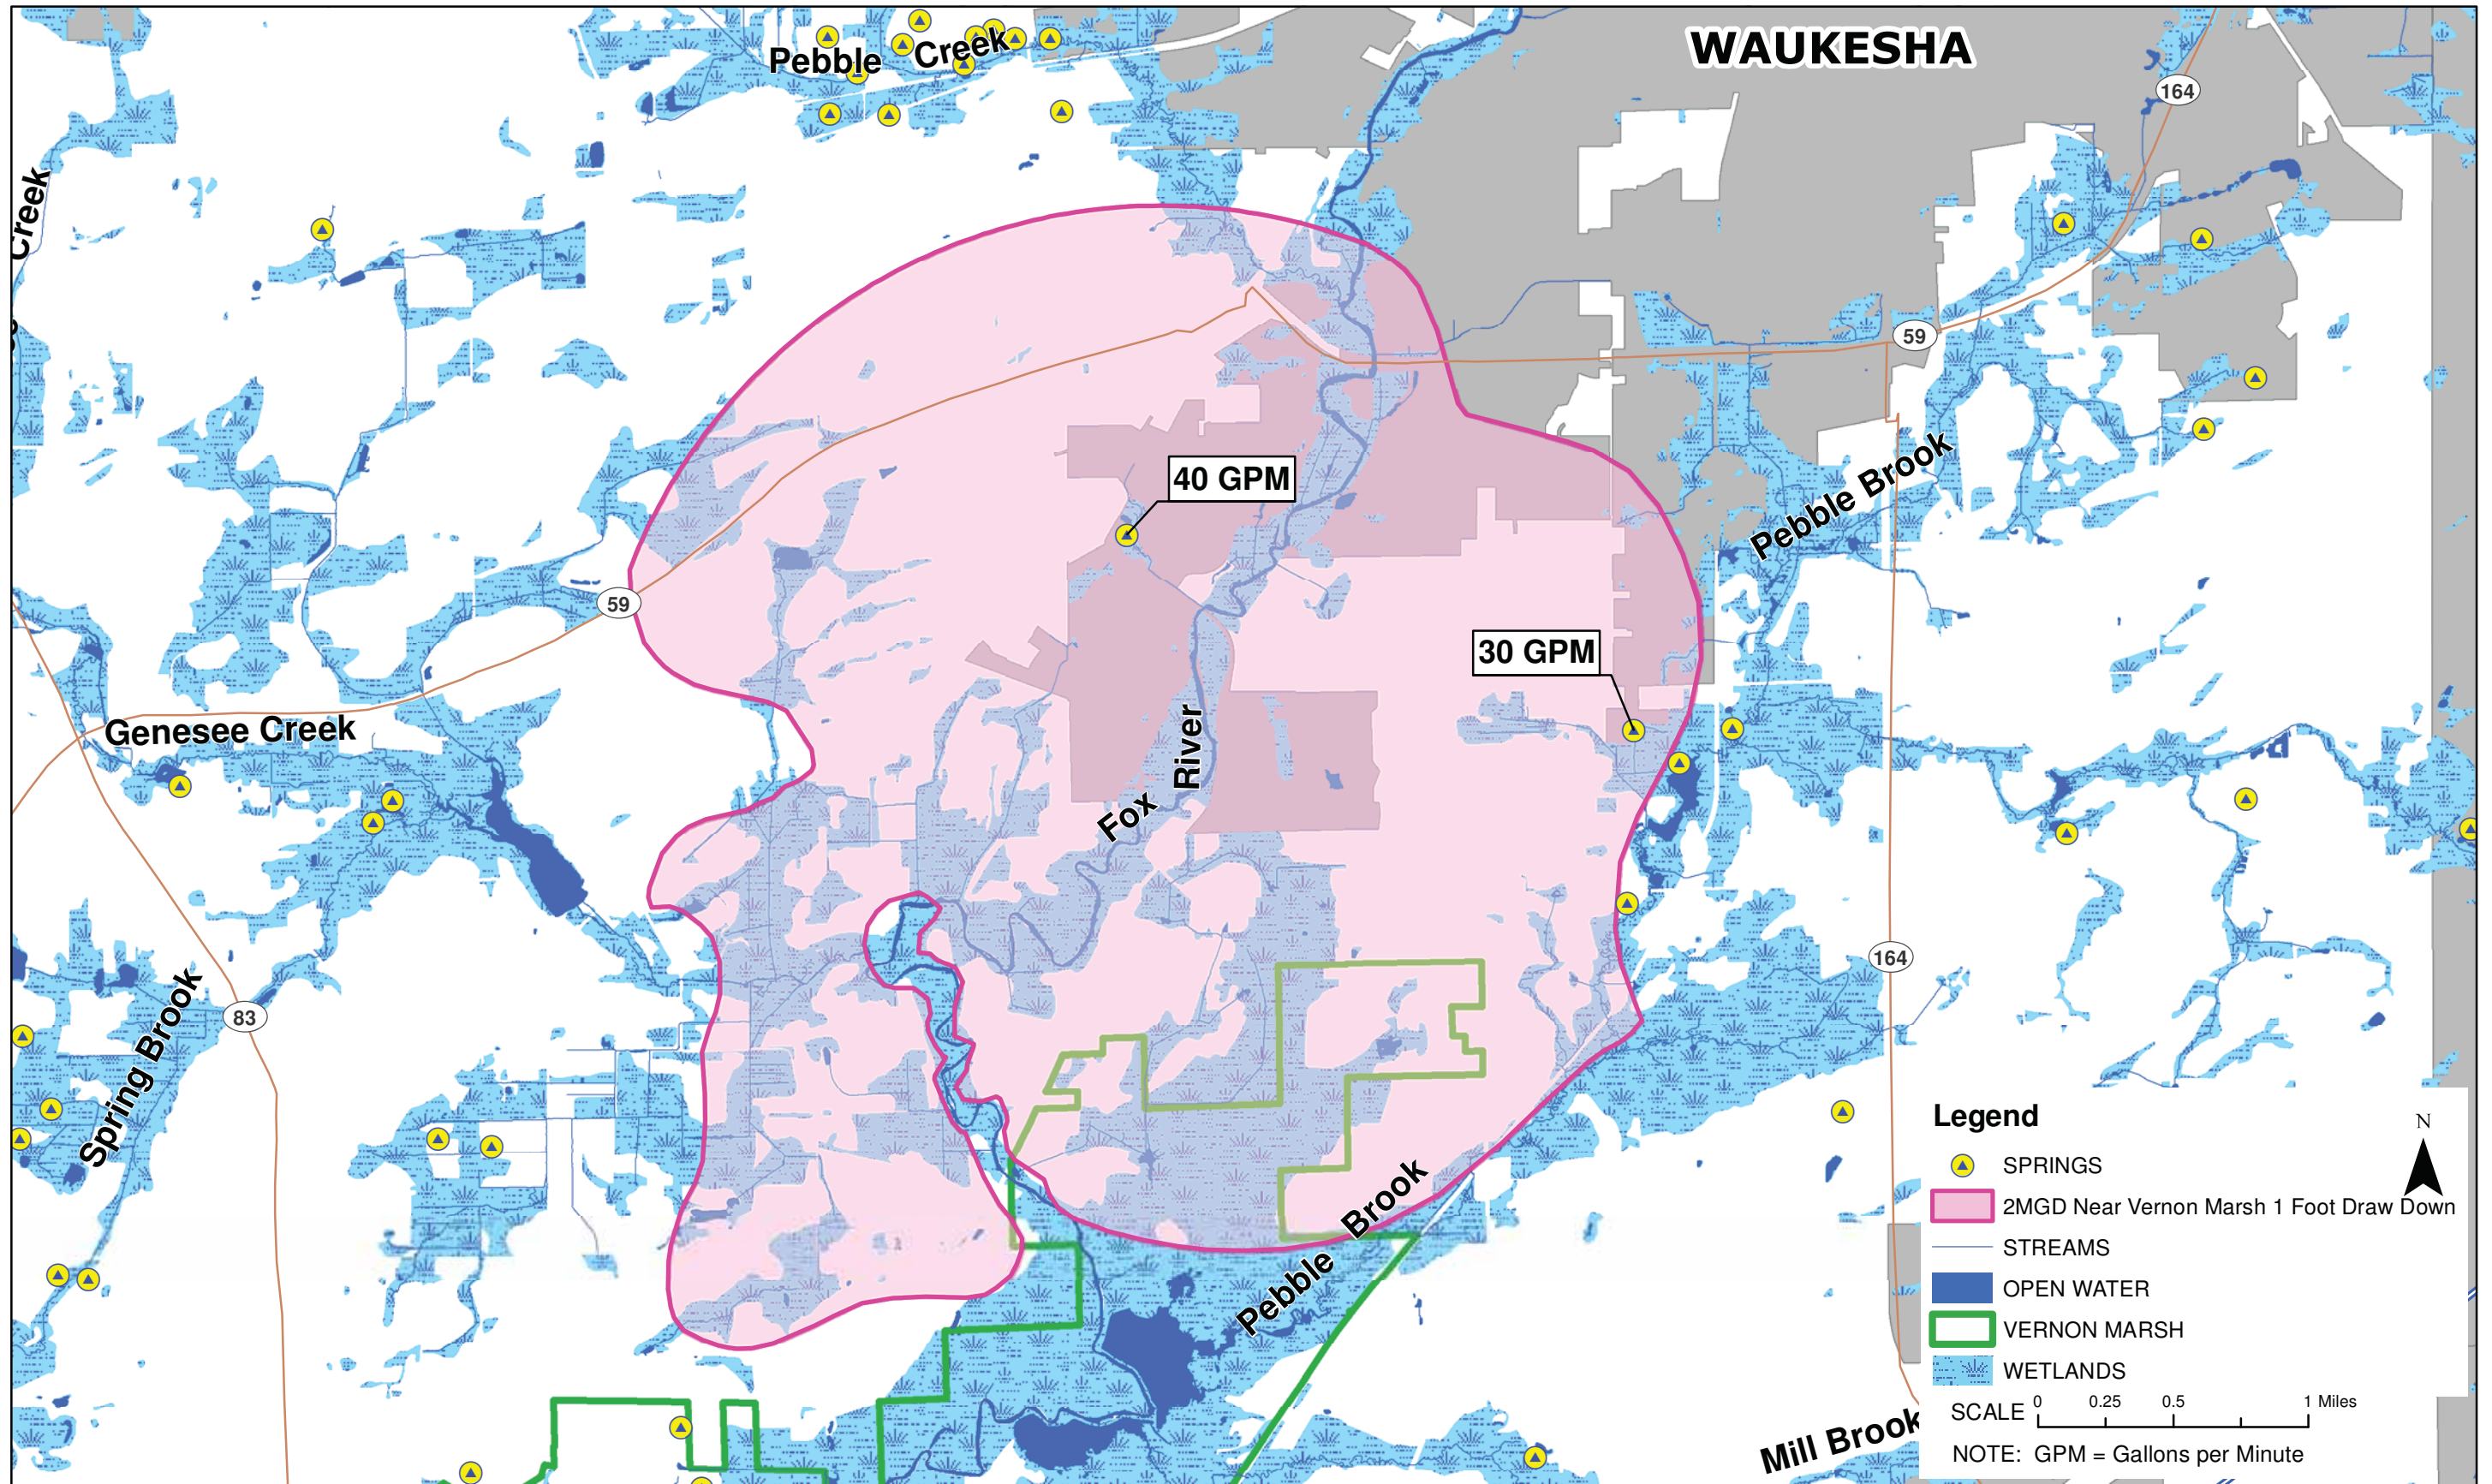 Pebble Creek
WAUKESHA
164
Creek
59
40 GPM
Pebble Brook
59
30 GPM
Genesee Creek
Fox River
164
Spring Brook
83
Pebble Brook
Mill Brook
Legend
N
SPRINGS
2MGD Near Vernon Marsh 1 Foot Draw Down
STREAMS
OPEN WATER
VERNON MARSH
WETLANDS
SCALE 0 0.25 0.5 1 Miles
NOTE: GPM = Gallons per Minute